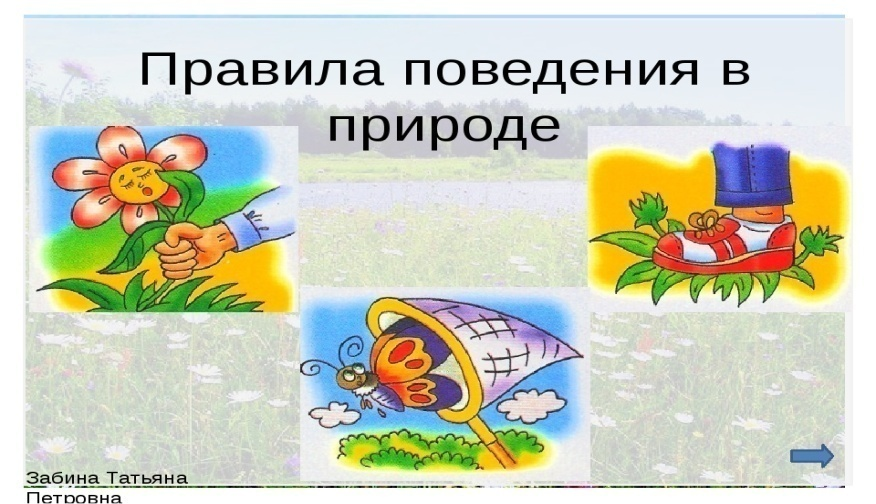 Правила поведения в
природе
Забина Татьяна
Петровна